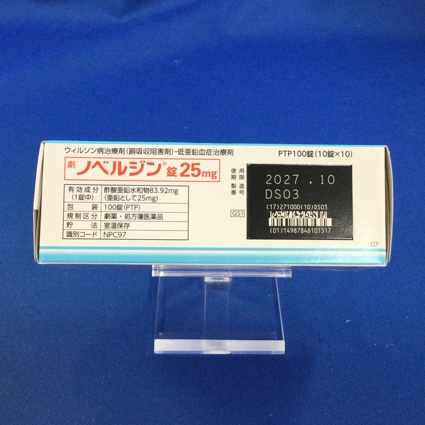 ウィルソン病治療剤(銅吸収阻害剤)・低亜鉛血症治療剤
PTP100錠(10錠×10)
劇 ノベルジン®錠25mg
有効成分(1錠中) 酢酸亜鉛水和物83.92mg
(亜鉛として25mg)
包装 100錠(PTP)
規制区分 劇薬・処方箋医薬品
貯法 室温保存
識別コード NPC97
使用期限
製造番号
2027.10
DS03
(17)271000(10)DS03
(01)14987846101517
GS1
D7